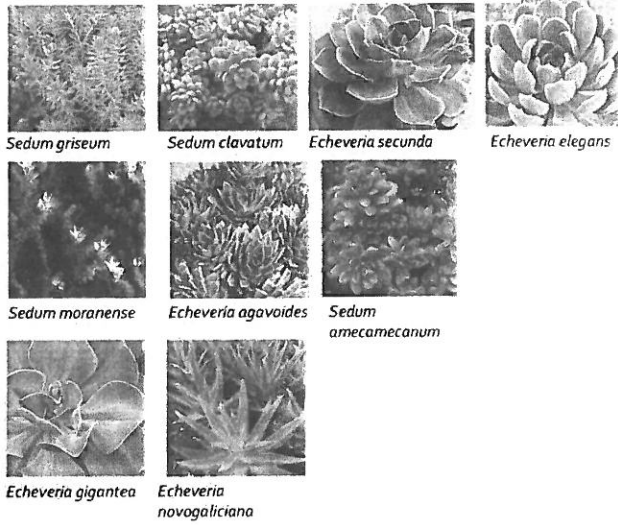 Sedum griseum
Sedum clavatum
Echeveria secunda
Echeveria elegans
Sedum moranense
Echeveria agavoides
Sedum
amecamecanum
Echeveria gigantea
Echeveria
novogaliciana